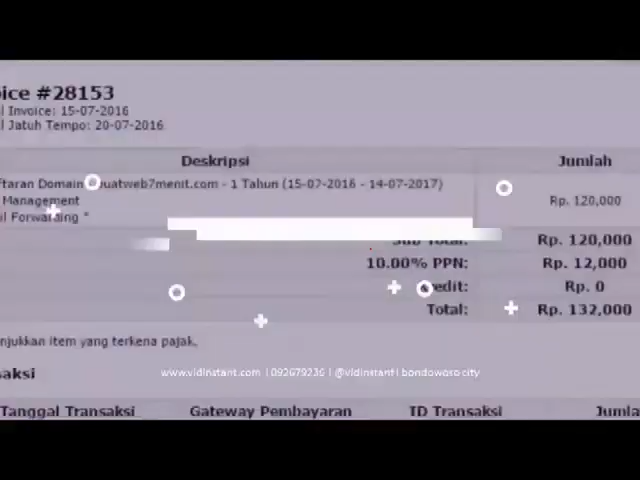 ice #28153
l Invoice: 15-07-2016
l Jatuh Tempo: 20-07-2016
Deskripsi Jumlah
ftaran Domain buatweb7menit.com - 1 Tahun (15-07-2016 - 14-07-2017)
Management Rp. 120,000
il Forwarding *
Sub Total: Rp. 120,000
10.00% PPN: Rp. 12,000
Credit: Rp. 0
Total: Rp. 132,000
njukkan item yang terkena pajak.
saksi
www.vidinstant.com | 092679236 | @vidinstant | bondowoso city
Tanggal Transaksi Gateway Pembayaran ID Transaksi Jumla